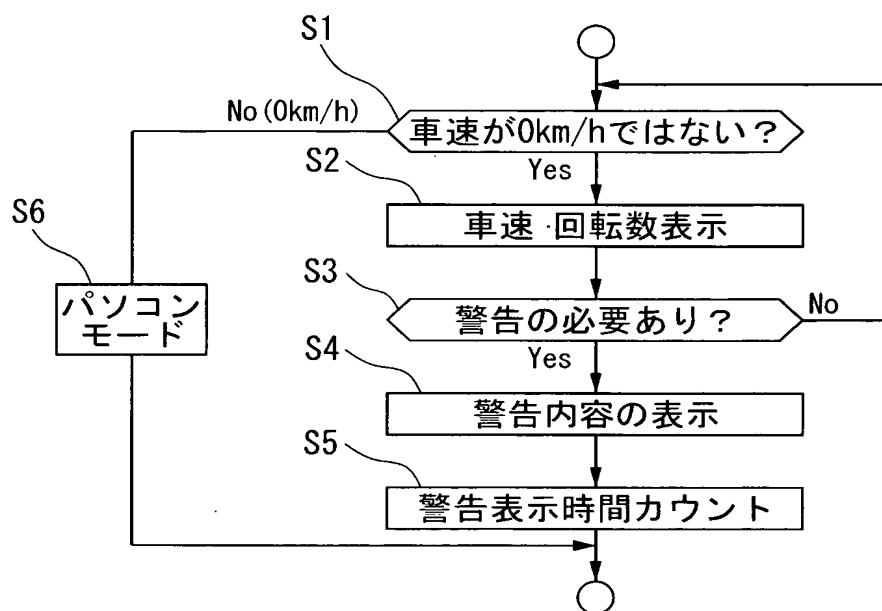 S1
No(0km/h)
車速が0km/hではない?
Yes
S2
車速・回転数表示
S6
パソコン
モード
S3
警告の必要あり?
No
Yes
S4
警告内容の表示
S5
警告表示時間カウント